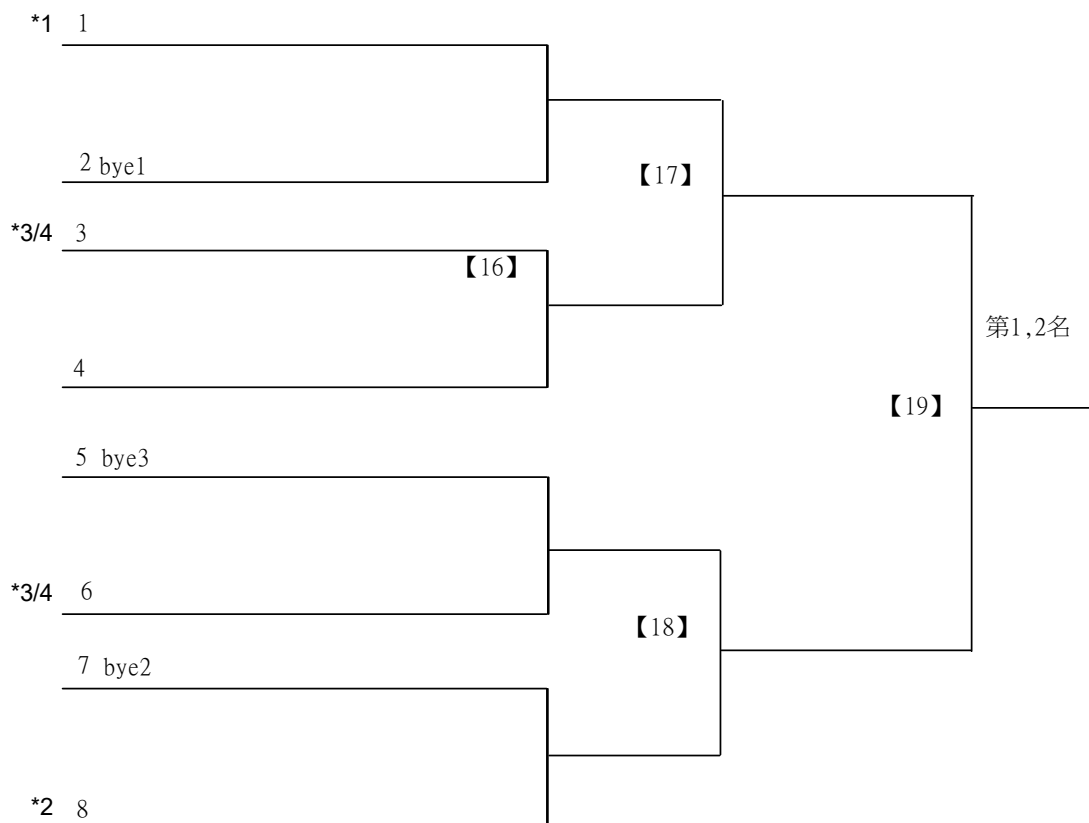 *1 1
2 bye1
【17】
*3/4 3
【16】
第1,2名
4
【19】
5 bye3
*3/4 6
【18】
7 bye2
*2 8